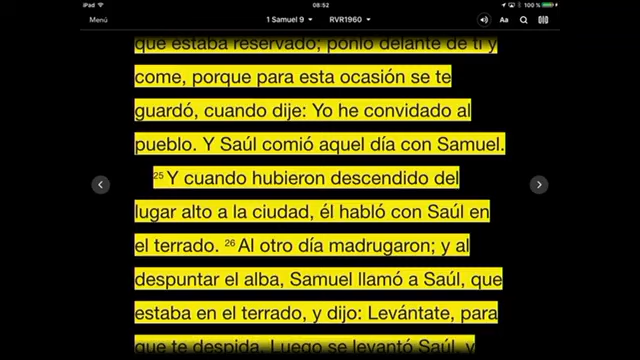 iPad 08:52 100 %
Menú 1 Samuel 9 RVR1960 Aa
que estaba reservado; ponlo delante de ti y
come, porque para esta ocasión se te
guardó, cuando dije: Yo he convidado al
pueblo. Y Saúl comió aquel día con Samuel.
25 Y cuando hubieron descendido del
lugar alto a la ciudad, él habló con Saúl en
el terrado. 26 Al otro día madrugaron; y al
despuntar el alba, Samuel llamó a Saúl, que
estaba en el terrado, y dijo: Levántate, para
que te despida. Luego se levantó Saúl, y